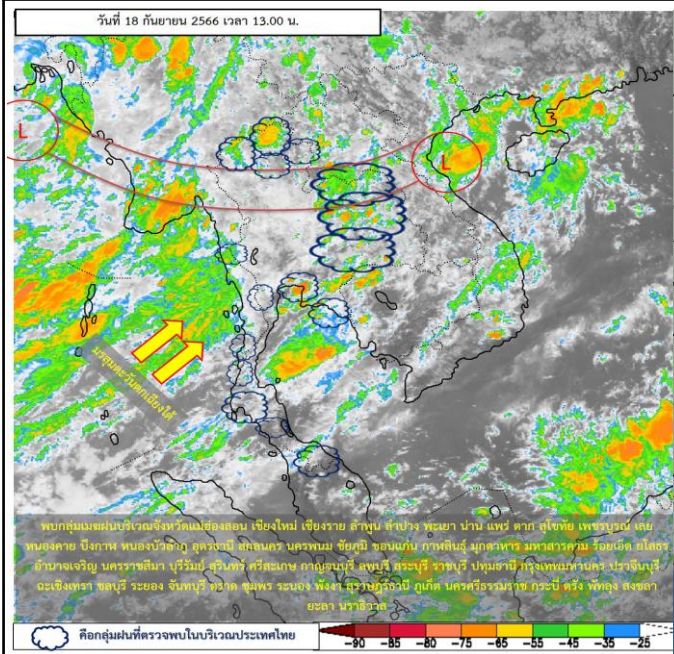 วันที่ 18 กันยายน 2566 เวลา 13.00 น.
L
L
มรสุมตะวันตกเฉียงใต้
พบกลุ่มเมฆฝนบริเวณจังหวัดแม่ฮ่องสอน เชียงใหม่ เชียงราย ลำพูน ลำปาง พะเยา น่าน แพร่ ตาก สุโขทัย เพชรบูรณ์ เลย
หนองคาย บึงกาฬ หนองบัวลำภู อุดรธานี สกลนคร นครพนม ชัยภูมิ ขอนแก่น กาฬสินธุ์ มุกดาหาร มหาสารคาม ร้อยเอ็ด ยโสธร
อำนาจเจริญ นครราชสีมา บุรีรัมย์ สุรินทร์ ศรีสะเกษ กาญจนบุรี ลพบุรี สระบุรี ราชบุรี ปทุมธานี กรุงเทพมหานคร ปราจีนบุรี
ฉะเชิงเทรา ชลบุรี ระยอง จันทบุรี ตราด ชุมพร ระนอง พังงา สุราษฎร์ธานี ภูเก็ต นครศรีธรรมราช กระบี่ ตรัง พัทลุง สงขลา
ยะลา นราธิวาส
คือกลุ่มฝนที่ตรวจพบในบริเวณประเทศไทย
-90 -85 -80 -75 -65 -55 -45 -35 -25